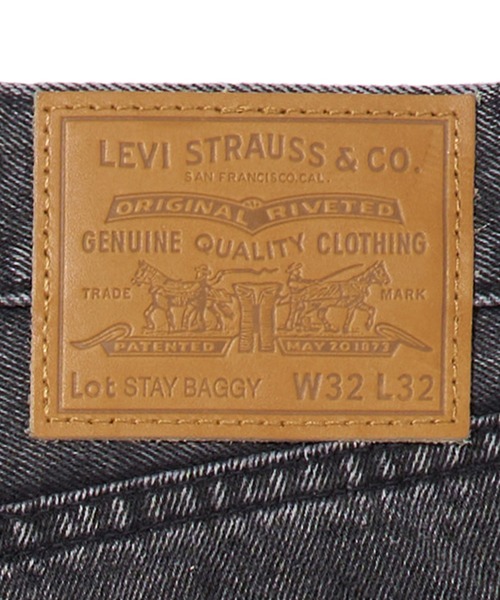 LEVI STRAUSS & CO.
SAN FRANCISCO, CAL.
ORIGINAL RIVETED
GENUINE QUALITY CLOTHING
TRADE MARK
PATENTED MAY 20 1873
Lot STAY BAGGY W32 L32